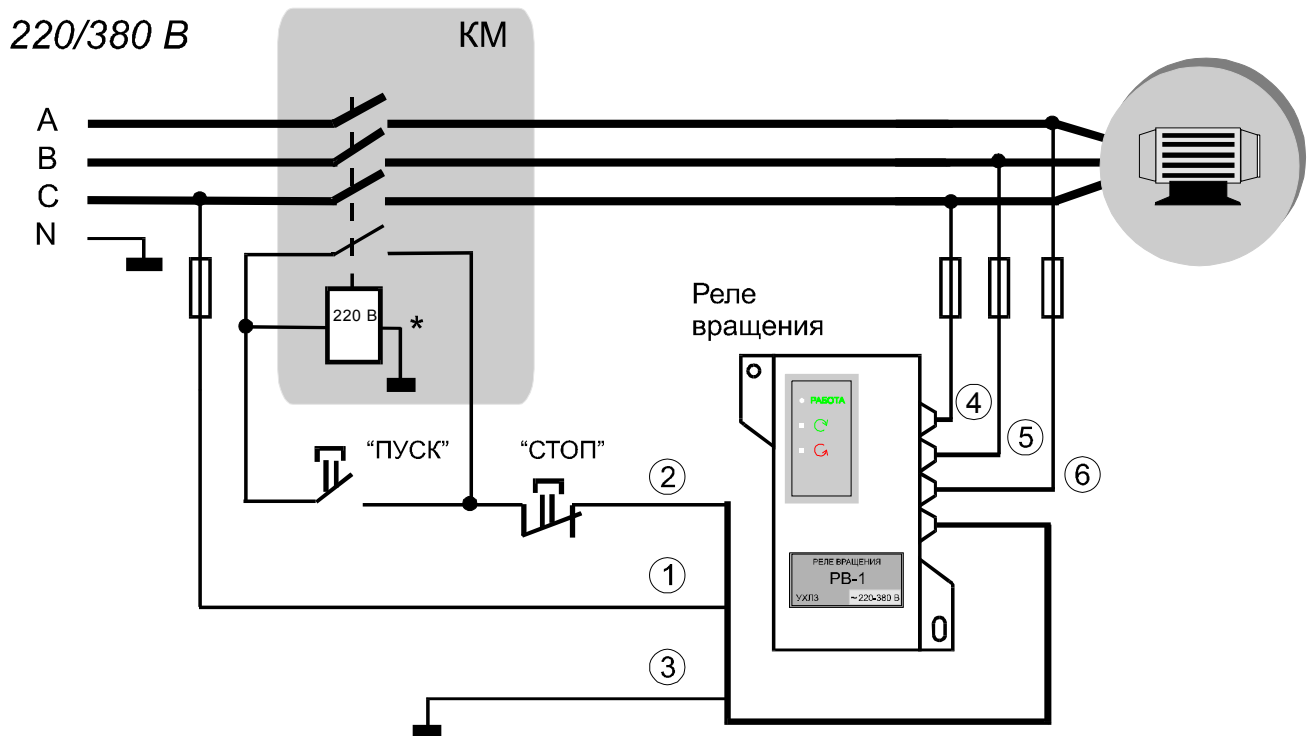 220/380 В
КМ
A
B
C
N
220 В
*
Реле
вращения
РАБОТА
4
5
6
“ПУСК”
“СТОП”
2
1
3
РЕЛЕ ВРАЩЕНИЯ
РВ-1
УХЛ3 ~220-380 В